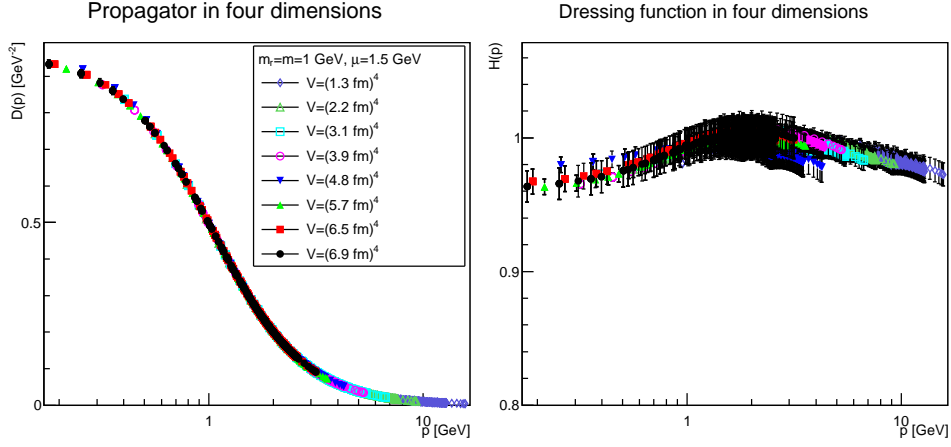 Propagator in four dimensions
D(p) [GeV⁻²]
mᵣ=m=1 GeV, μ=1.5 GeV
V=(1.3 fm)⁴
V=(2.2 fm)⁴
V=(3.1 fm)⁴
V=(3.9 fm)⁴
V=(4.8 fm)⁴
V=(5.7 fm)⁴
V=(6.5 fm)⁴
V=(6.9 fm)⁴
0.5
0
1
10
p [GeV]
Dressing function in four dimensions
H(p)
1
0.9
0.8
1
10
p [GeV]